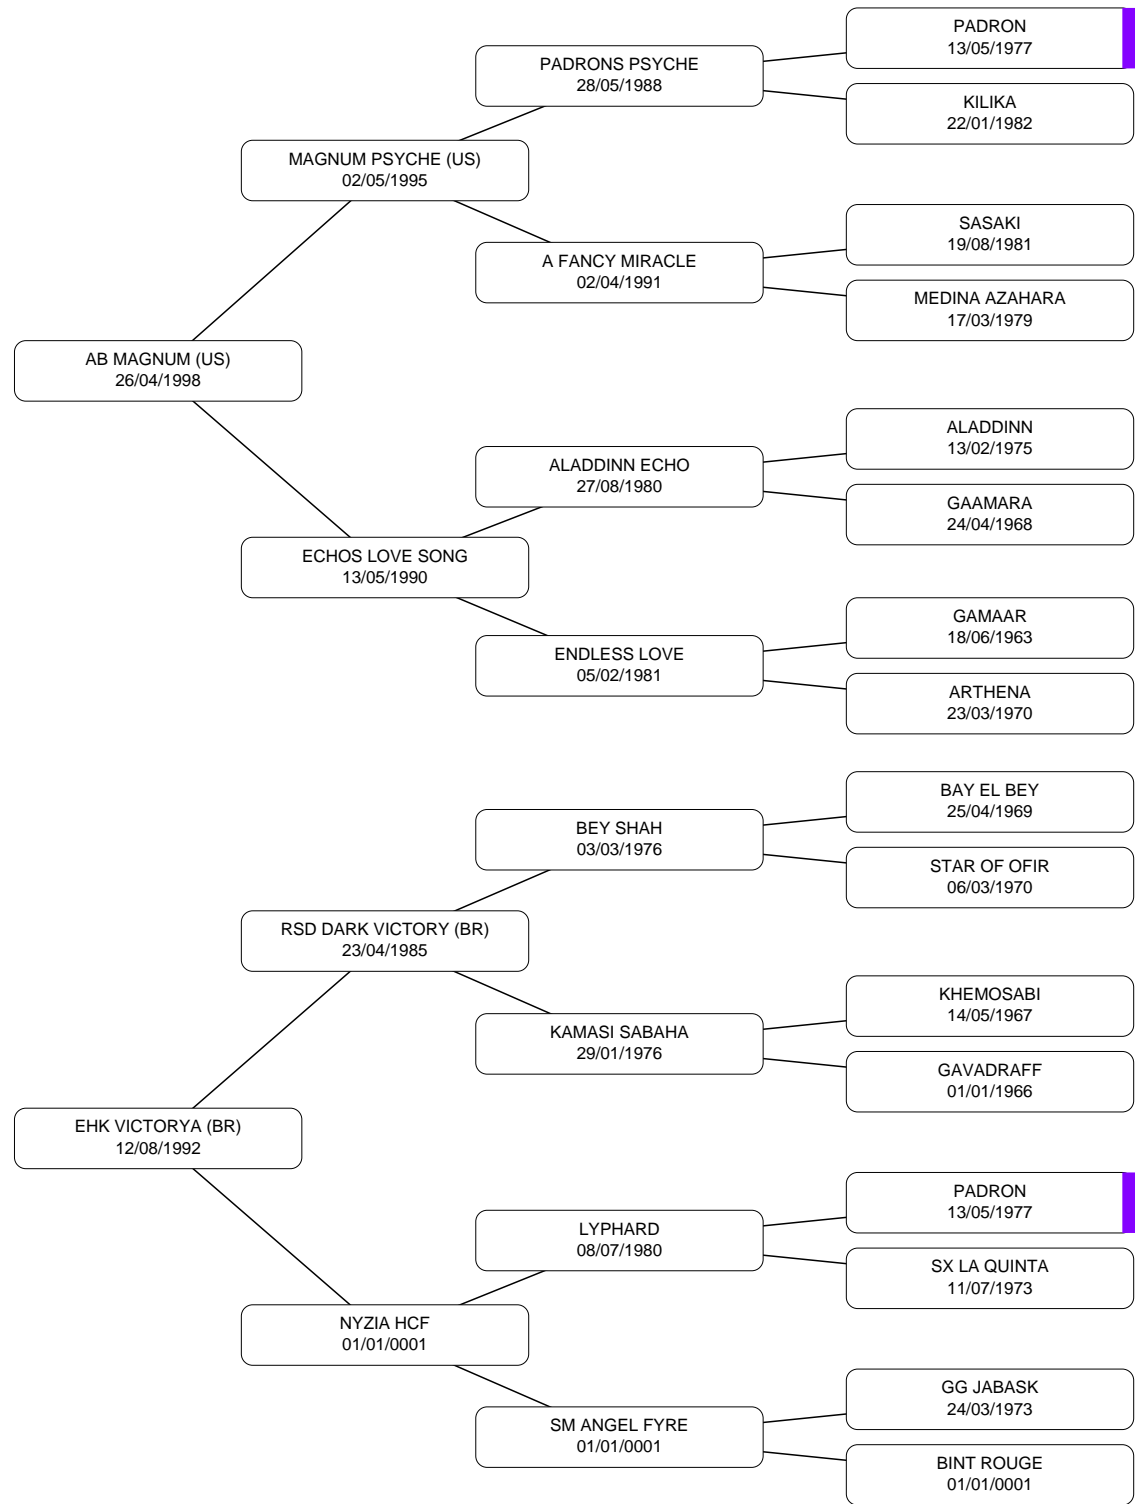 PADRON
13/05/1977
PADRONS PSYCHE
28/05/1988
KILIKA
22/01/1982
MAGNUM PSYCHE (US)
02/05/1995
SASAKI
19/08/1981
A FANCY MIRACLE
02/04/1991
MEDINA AZAHARA
17/03/1979
AB MAGNUM (US)
26/04/1998
ALADDINN
13/02/1975
ALADDINN ECHO
27/08/1980
GAAMARA
24/04/1968
ECHOS LOVE SONG
13/05/1990
GAMAAR
18/06/1963
ENDLESS LOVE
05/02/1981
ARTHENA
23/03/1970
BAY EL BEY
25/04/1969
BEY SHAH
03/03/1976
STAR OF OFIR
06/03/1970
RSD DARK VICTORY (BR)
23/04/1985
KHEMOSABI
14/05/1967
KAMASI SABAHA
29/01/1976
GAVADRAFF
01/01/1966
EHK VICTORYA (BR)
12/08/1992
PADRON
13/05/1977
LYPHARD
08/07/1980
SX LA QUINTA
11/07/1973
NYZIA HCF
01/01/0001
GG JABASK
24/03/1973
SM ANGEL FYRE
01/01/0001
BINT ROUGE
01/01/0001